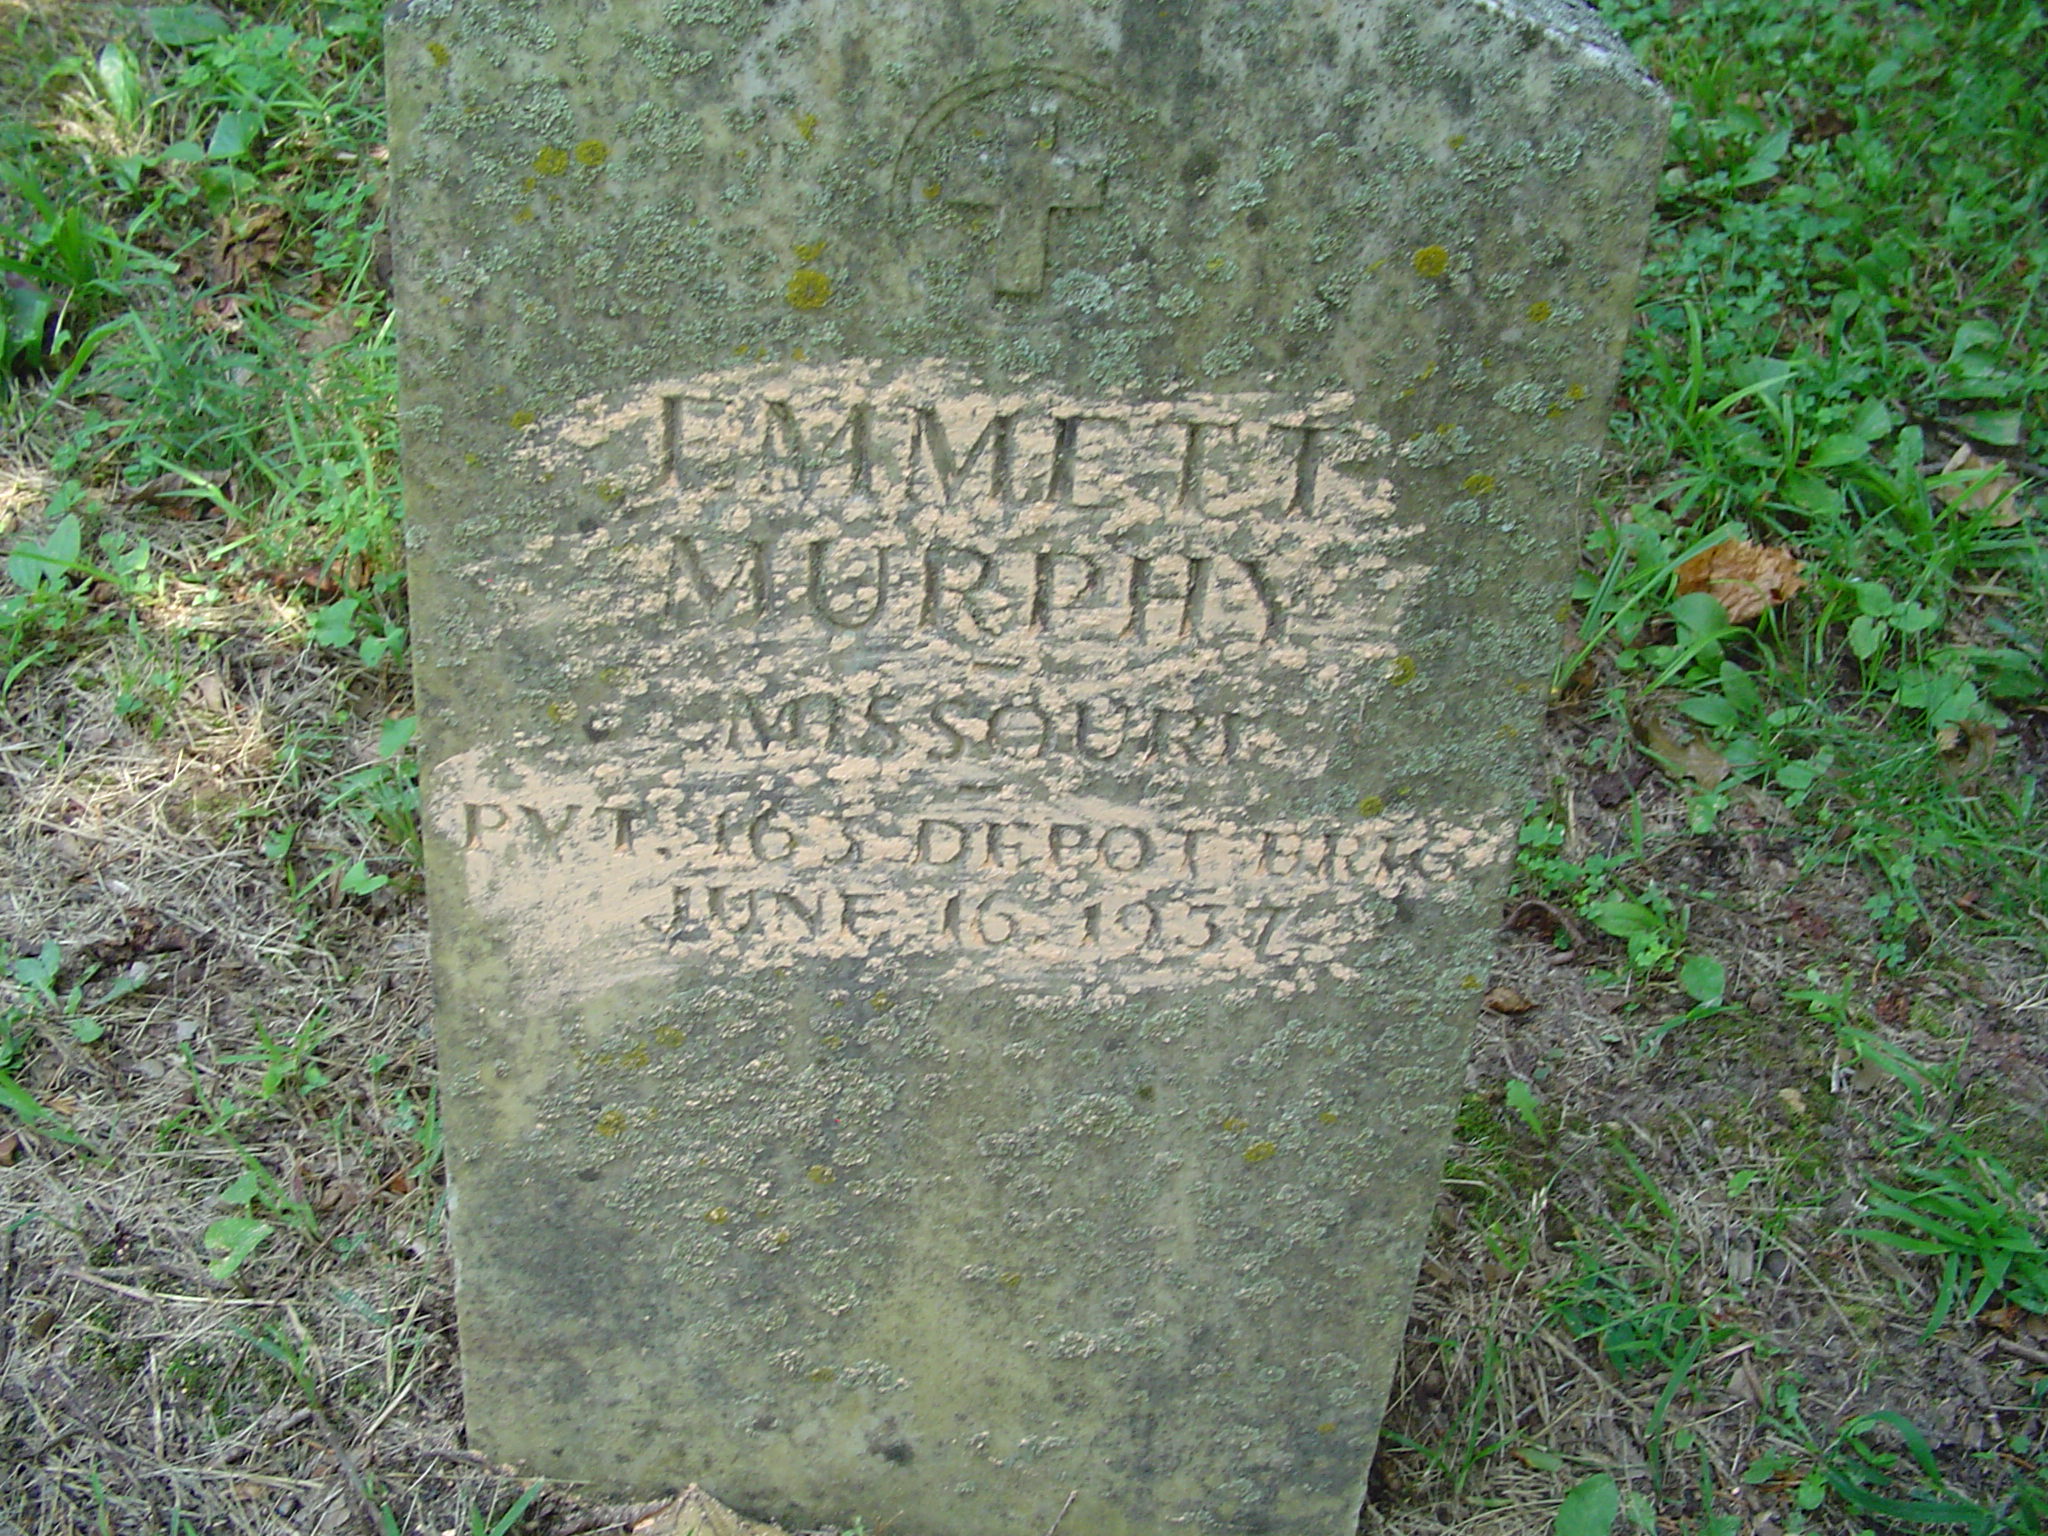 EMMETT
MURPHY
MISSOURI
PVT. 163 DEPOT BRIG
JUNE 16, 1937